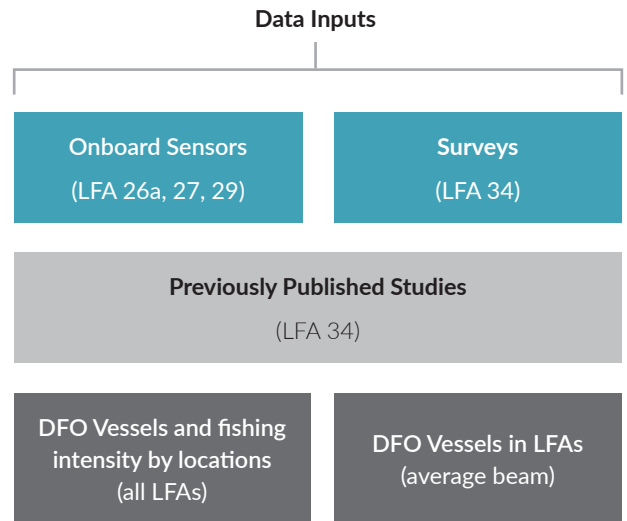 Data Inputs
Onboard Sensors
(LFA 26a, 27, 29)
Surveys
(LFA 34)
Previously Published Studies
(LFA 34)
DFO Vessels and fishing
intensity by locations
(all LFAs)
DFO Vessels in LFAs
(average beam)